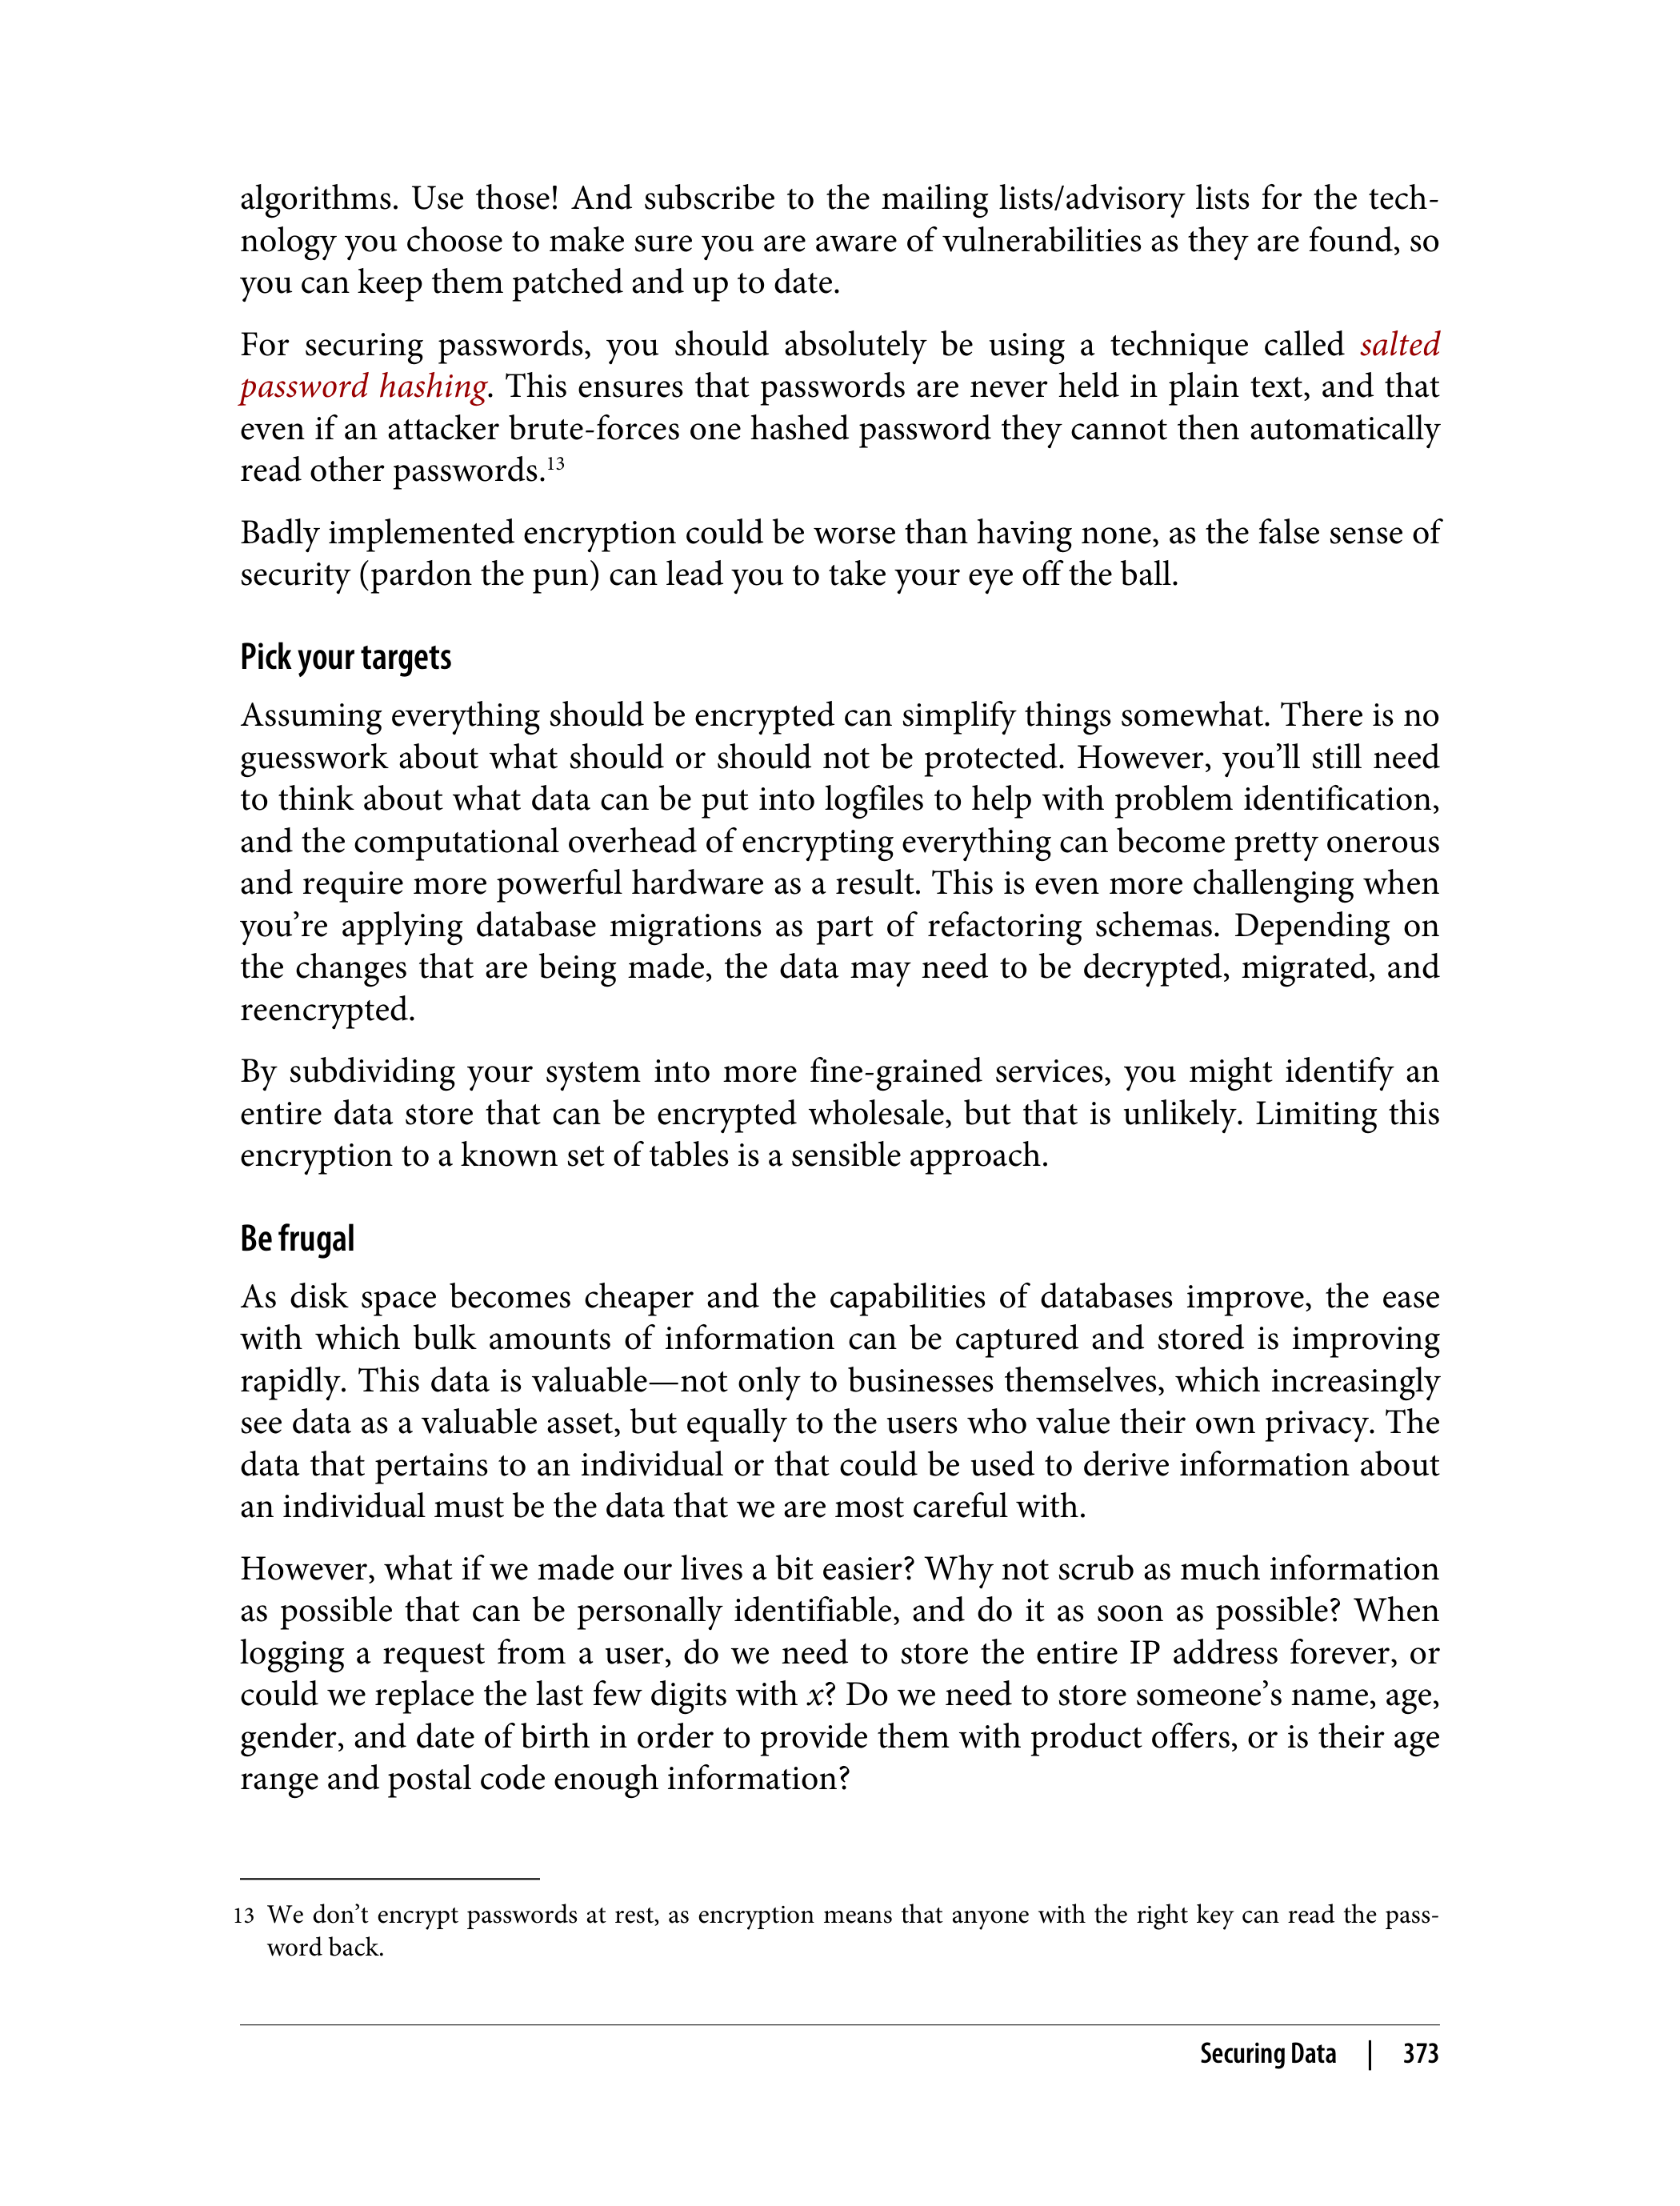 algorithms. Use those! And subscribe to the mailing lists/advisory lists for the tech-
nology you choose to make sure you are aware of vulnerabilities as they are found, so
you can keep them patched and up to date.
For securing passwords, you should absolutely be using a technique called salted
password hashing. This ensures that passwords are never held in plain text, and that
even if an attacker brute-forces one hashed password they cannot then automatically
read other passwords.13
Badly implemented encryption could be worse than having none, as the false sense of
security (pardon the pun) can lead you to take your eye off the ball.
Pick your targets
Assuming everything should be encrypted can simplify things somewhat. There is no
guesswork about what should or should not be protected. However, you’ll still need
to think about what data can be put into logfiles to help with problem identification,
and the computational overhead of encrypting everything can become pretty onerous
and require more powerful hardware as a result. This is even more challenging when
you’re applying database migrations as part of refactoring schemas. Depending on
the changes that are being made, the data may need to be decrypted, migrated, and
reencrypted.
By subdividing your system into more fine-grained services, you might identify an
entire data store that can be encrypted wholesale, but that is unlikely. Limiting this
encryption to a known set of tables is a sensible approach.
Be frugal
As disk space becomes cheaper and the capabilities of databases improve, the ease
with which bulk amounts of information can be captured and stored is improving
rapidly. This data is valuable—not only to businesses themselves, which increasingly
see data as a valuable asset, but equally to the users who value their own privacy. The
data that pertains to an individual or that could be used to derive information about
an individual must be the data that we are most careful with.
However, what if we made our lives a bit easier? Why not scrub as much information
as possible that can be personally identifiable, and do it as soon as possible? When
logging a request from a user, do we need to store the entire IP address forever, or
could we replace the last few digits with x? Do we need to store someone’s name, age,
gender, and date of birth in order to provide them with product offers, or is their age
range and postal code enough information?
13 We don’t encrypt passwords at rest, as encryption means that anyone with the right key can read the pass-
word back.
Securing Data | 373